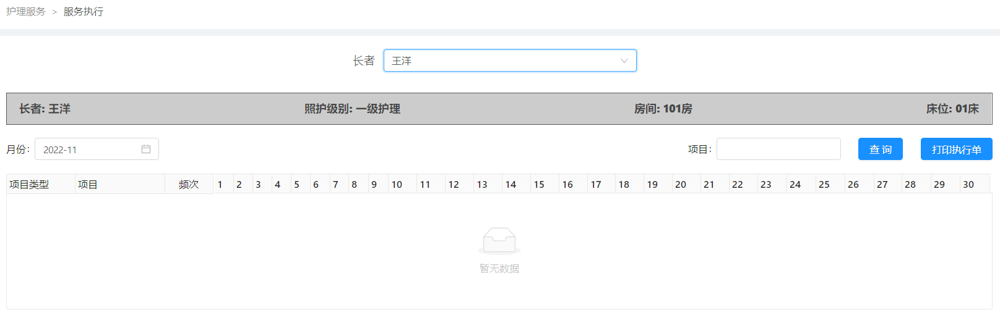 护理服务 > 服务执行
长者 王洋
长者: 王洋 照护级别: 一级护理 房间: 101房 床位: 01床
月份: 2022-11 项目: 查 询 打印执行单
项目类型 项目 频次 1 2 3 4 5 6 7 8 9 10 11 12 13 14 15 16 17 18 19 20 21 22 23 24 25 26 27 28 29 30
暂无数据